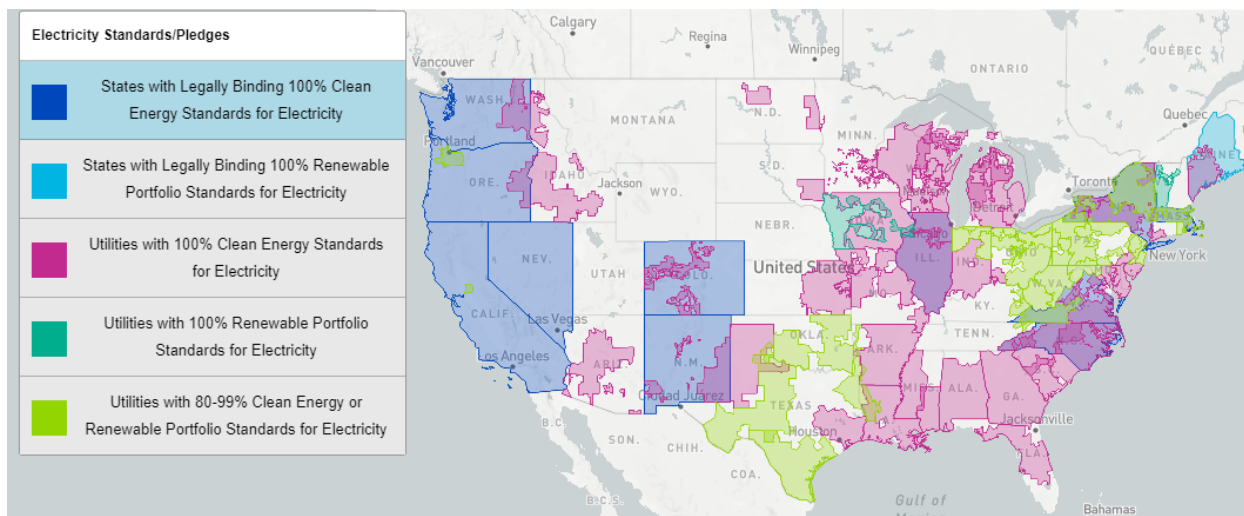 Electricity Standards/Pledges
States with Legally Binding 100% Clean
Energy Standards for Electricity
States with Legally Binding 100% Renewable
Portfolio Standards for Electricity
Utilities with 100% Clean Energy Standards
for Electricity
Utilities with 100% Renewable Portfolio
Standards for Electricity
Utilities with 80-99% Clean Energy or
Renewable Portfolio Standards for Electricity
Calgary
Regina
Winnipeg
Vancouver
ONTARIO
QUÉBEC
Quebec
WASH.
MONTANA
N.D.
MINN.
Portland
ORE.
IDAHO
Jackson
WYO.
S.D.
Toronto
Detroit
MASS.
NEBR.
IOWA
New York
NEV.
UTAH
COLO.
United States
ILL.
IND.
OHIO
PA.
W.VA.
CALIF.
Las Vegas
MO.
KY.
Los Angeles
ARIZ.
N.M.
OKLA.
ARK.
TENN.
N.C.
Ciudad Juárez
TEXAS
MISS.
ALA.
GA.
B.C.
SON.
CHIH.
Houston
Jacksonville
FLA.
COA.
B.C.S.
Gulf of
Bahamas